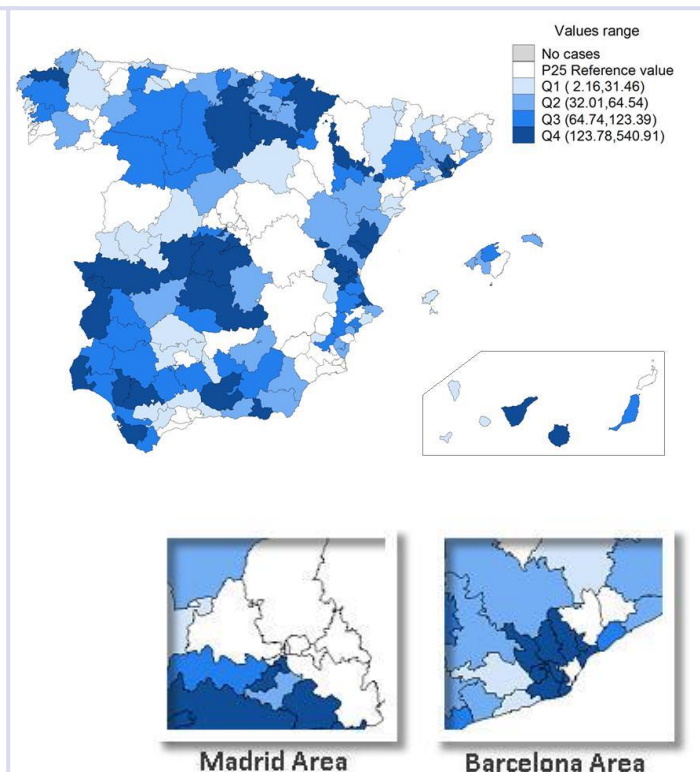 Values range
No cases
P25 Reference value
Q1 ( 2.16,31.46)
Q2 (32.01,64.54)
Q3 (64.74,123.39)
Q4 (123.78,540.91)
Madrid Area
Barcelona Area